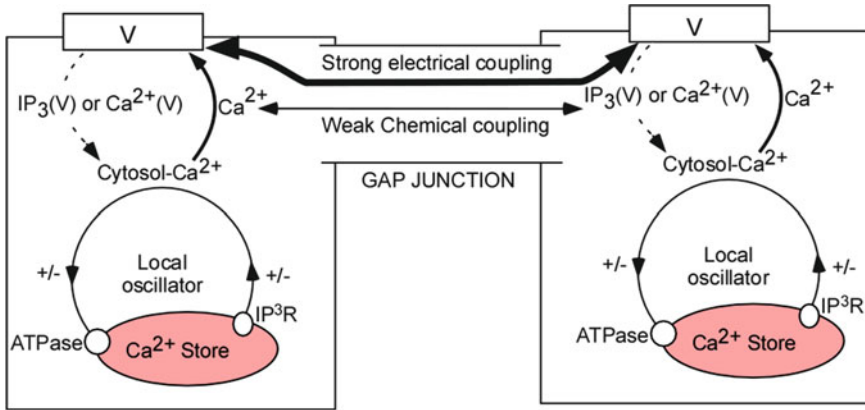 V
V
Strong electrical coupling
IP3(V) or Ca2+(V)
Ca2+
IP3(V) or Ca2+(V)
Ca2+
Weak Chemical coupling
Cytosol-Ca2+
GAP JUNCTION
Cytosol-Ca2+
+/-
Local
oscillator
+/-
+/-
Local
oscillator
+/-
IP3R
IP3R
ATPase
Ca2+ Store
ATPase
Ca2+ Store